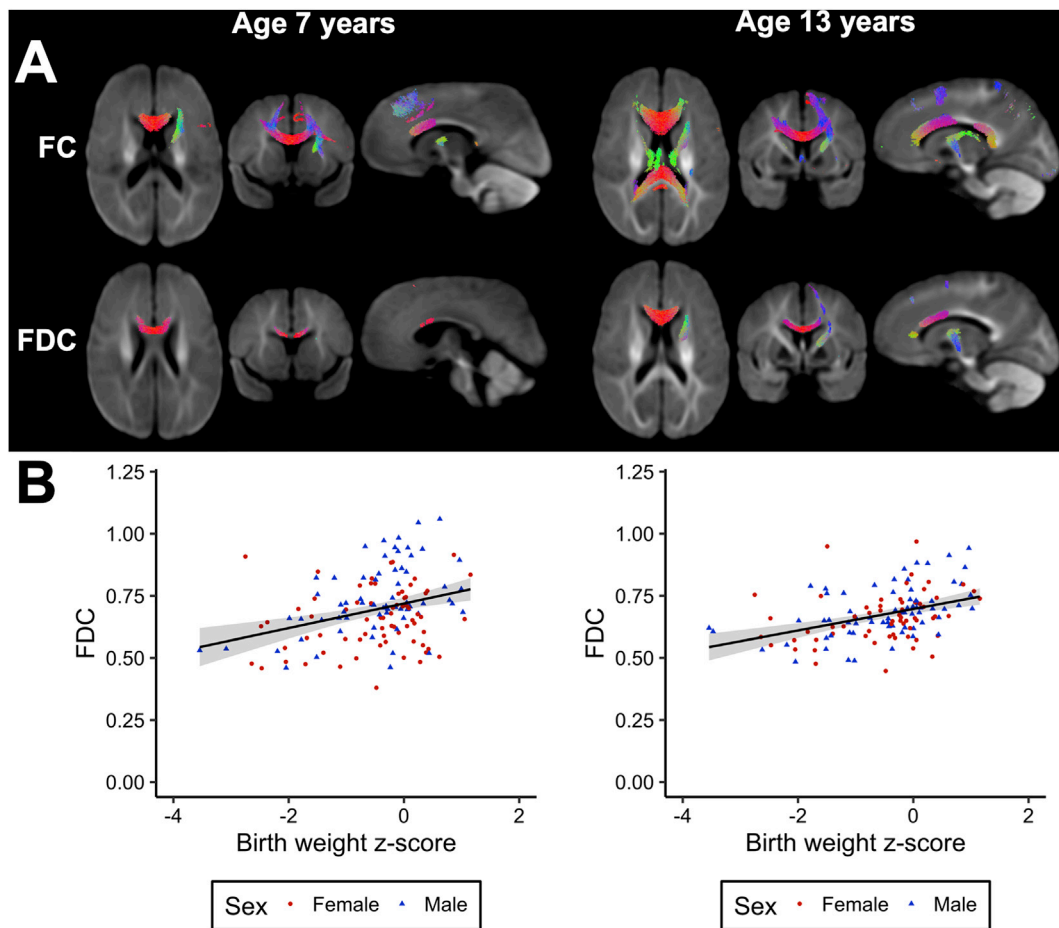 Age 7 years Age 13 years
A
FC
FDC
B
1.25
1.00
0.75
0.50
0.25
0.00
FDC
-4 -2 0 2
Birth weight z-score
Sex Female Male
1.25
1.00
0.75
0.50
0.25
0.00
FDC
-4 -2 0 2
Birth weight z-score
Sex Female Male